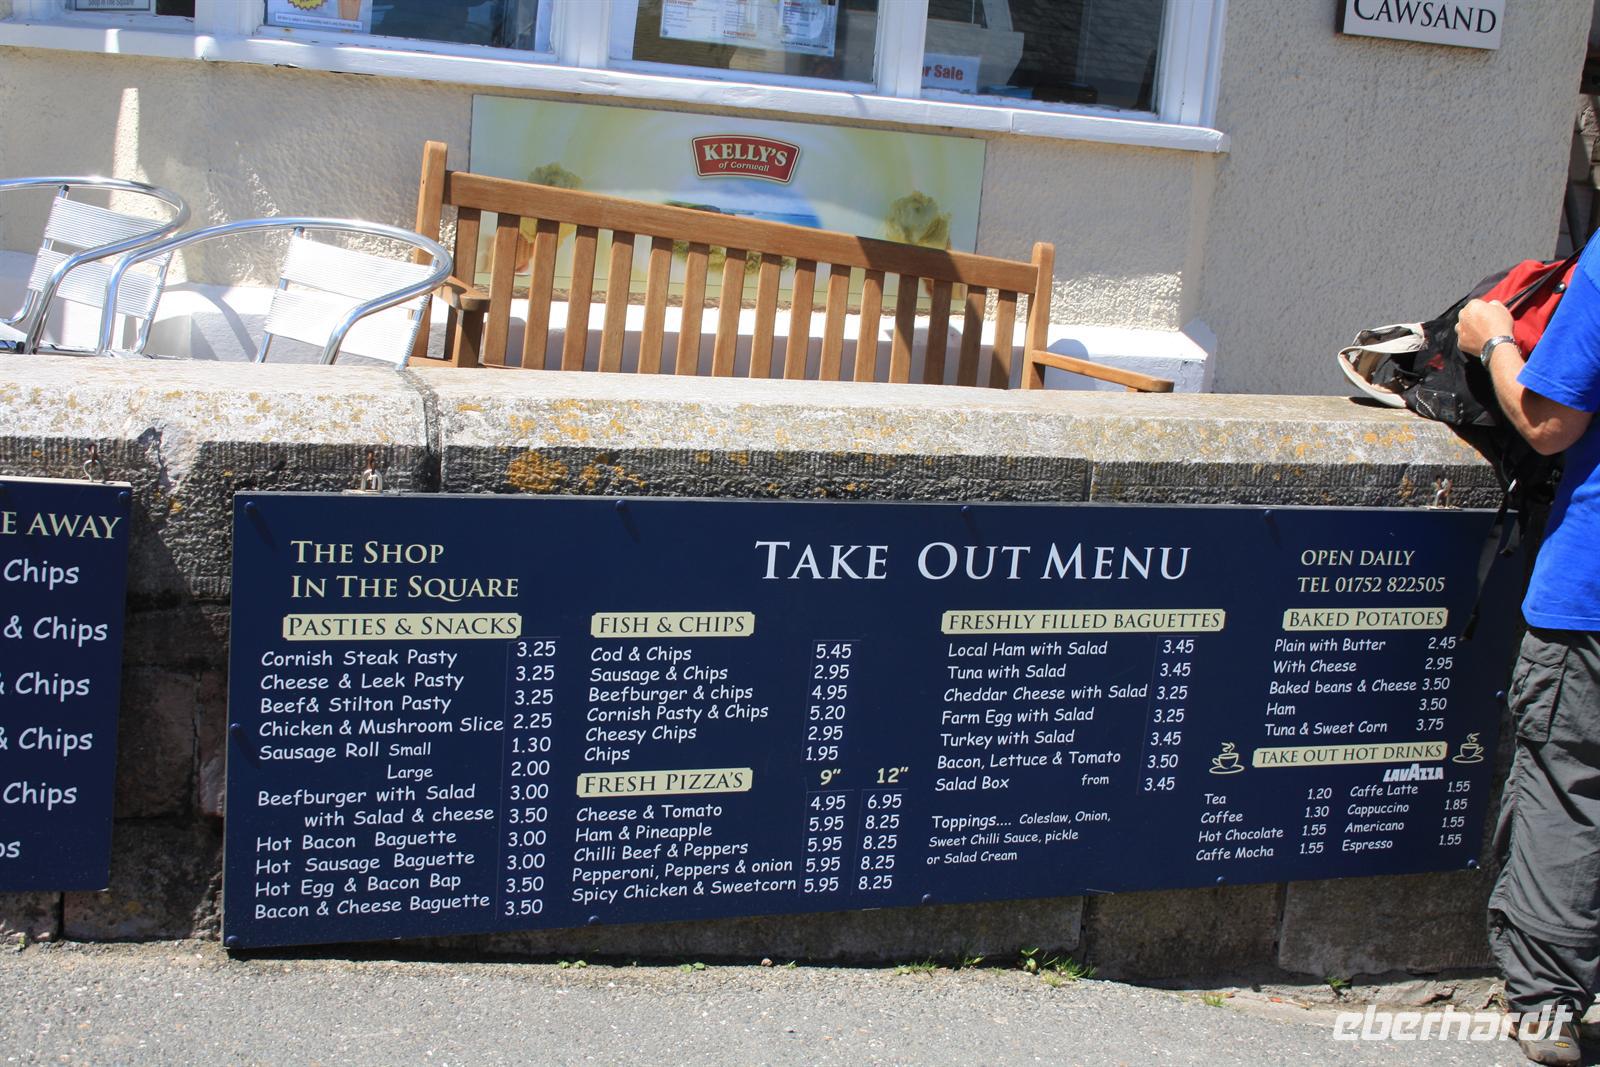 Shop in The Square
or Sale
CAWSAND
KELLY'S
of Cornwall
E AWAY
Chips
& Chips
& Chips
& Chips
Chips
THE SHOP
IN THE SQUARE
TAKE OUT MENU
OPEN DAILY
TEL 01752 822505
PASTIES & SNACKS
Cornish Steak Pasty 3.25
Cheese & Leek Pasty 3.25
Beef& Stilton Pasty 3.25
Chicken & Mushroom Slice 2.25
Sausage Roll Small 1.30
Large 2.00
Beefburger with Salad 3.00
with Salad & cheese 3.50
Hot Bacon Baguette 3.00
Hot Sausage Baguette 3.00
Hot Egg & Bacon Bap 3.50
Bacon & Cheese Baguette 3.50
FISH & CHIPS
Cod & Chips 5.45
Sausage & Chips 2.95
Beefburger & chips 4.95
Cornish Pasty & Chips 5.20
Cheesy Chips 2.95
Chips 1.95
FRESH PIZZA'S 9" 12"
Cheese & Tomato 4.95 6.95
Ham & Pineapple 5.95 8.25
Chilli Beef & Peppers 5.95 8.25
Pepperoni, Peppers & onion 5.95 8.25
Spicy Chicken & Sweetcorn 5.95 8.25
FRESHLY FILLED BAGUETTES
Local Ham with Salad 3.45
Tuna with Salad 3.45
Cheddar Cheese with Salad 3.25
Farm Egg with Salad 3.25
Turkey with Salad 3.45
Bacon, Lettuce & Tomato 3.50
Salad Box from 3.45
Toppings.... Coleslaw, Onion,
Sweet Chilli Sauce, pickle
or Salad Cream
BAKED POTATOES
Plain with Butter 2.45
With Cheese 2.95
Baked beans & Cheese 3.50
Ham 3.50
Tuna & Sweet Corn 3.75
TAKE OUT HOT DRINKS
LAVAZZA
Tea 1.20
Coffee 1.30
Hot Chocolate 1.55
Caffe Mocha 1.55
Caffe Latte 1.55
Cappuccino 1.85
Americano 1.55
Espresso 1.55
eberhardt